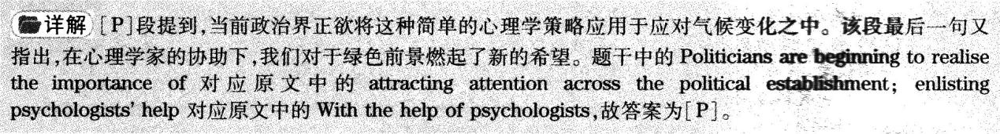 详解 [P]段提到,当前政治界正欲将这种简单的心理学策略应用于应对气候变化之中。该段最后一句又
指出,在心理学家的协助下,我们对于绿色前景燃起了新的希望。题干中的 Politicians are beginning to realise
the importance of 对应原文中的 attracting attention across the political establishment; enlisting
psychologists' help 对应原文中的 With the help of psychologists,故答案为[P]。